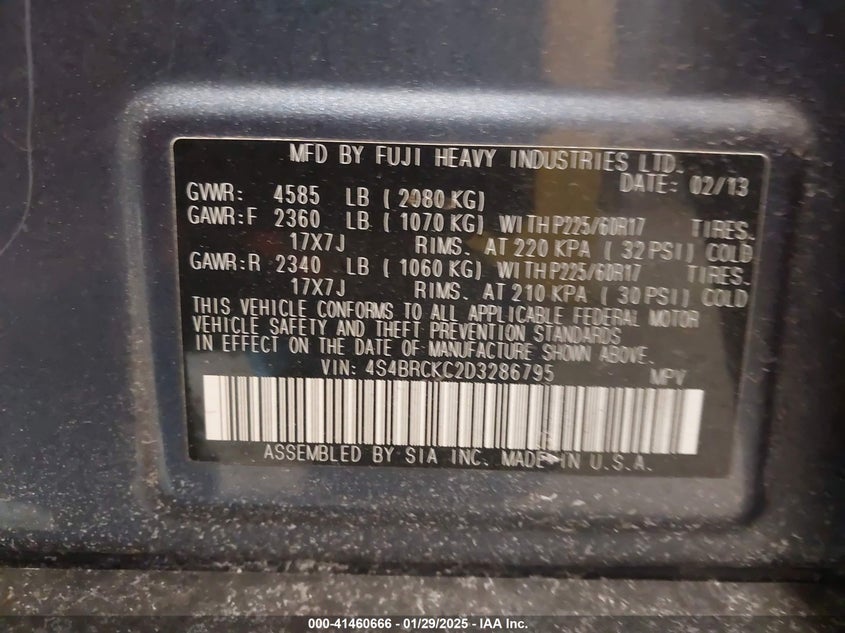 MFD BY FUJI HEAVY INDUSTRIES LTD.
DATE: 02/13
GVWR: 4585 LB ( 2080 KG)
GAWR:F 2360 LB ( 1070 KG) WITH P225/60R17 TIRES.
17X7J RIMS. AT 220 KPA ( 32 PSI) COLD
GAWR:R 2340 LB ( 1060 KG) WITH P225/60R17 TIRES.
17X7J RIMS. AT 210 KPA ( 30 PSI) COLD
THIS VEHICLE CONFORMS TO ALL APPLICABLE FEDERAL MOTOR
VEHICLE SAFETY AND THEFT PREVENTION STANDARDS
IN EFFECT ON THE DATE OF MANUFACTURE SHOWN ABOVE.
VIN: 4S4BRCKC2D3286795 MPV
ASSEMBLED BY SIA INC. MADE IN U.S.A.
000-41460666 - 01/29/2025 - IAA Inc.